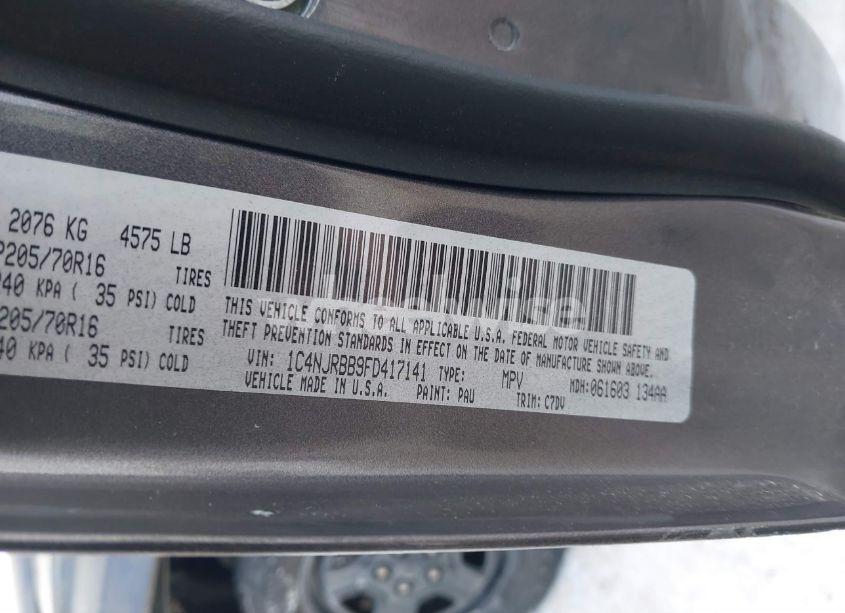 2076 KG 4575 LB
P205/70R16 TIRES
240 KPA ( 35 PSI) COLD
205/70R16 TIRES
40 KPA ( 35 PSI) COLD
THIS VEHICLE CONFORMS TO ALL APPLICABLE U.S.A. FEDERAL MOTOR VEHICLE SAFETY AND
THEFT PREVENTION STANDARDS IN EFFECT ON THE DATE OF MANUFACTURE SHOWN ABOVE.
VIN: 1C4NJRBB9FD417141 TYPE: MPV MDH:061603 134AA
VEHICLE MADE IN U.S.A. PAINT: PAU TRIM: C7DV